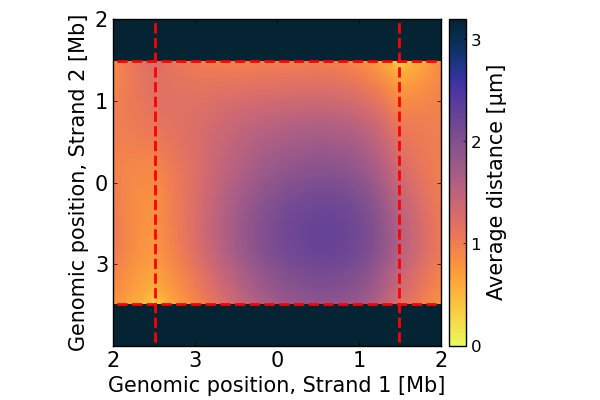 2
1
0
3
Genomic position, Strand 2 [Mb]
2 3 0 1 2
Genomic position, Strand 1 [Mb]
3
2
1
0
Average distance [μm]